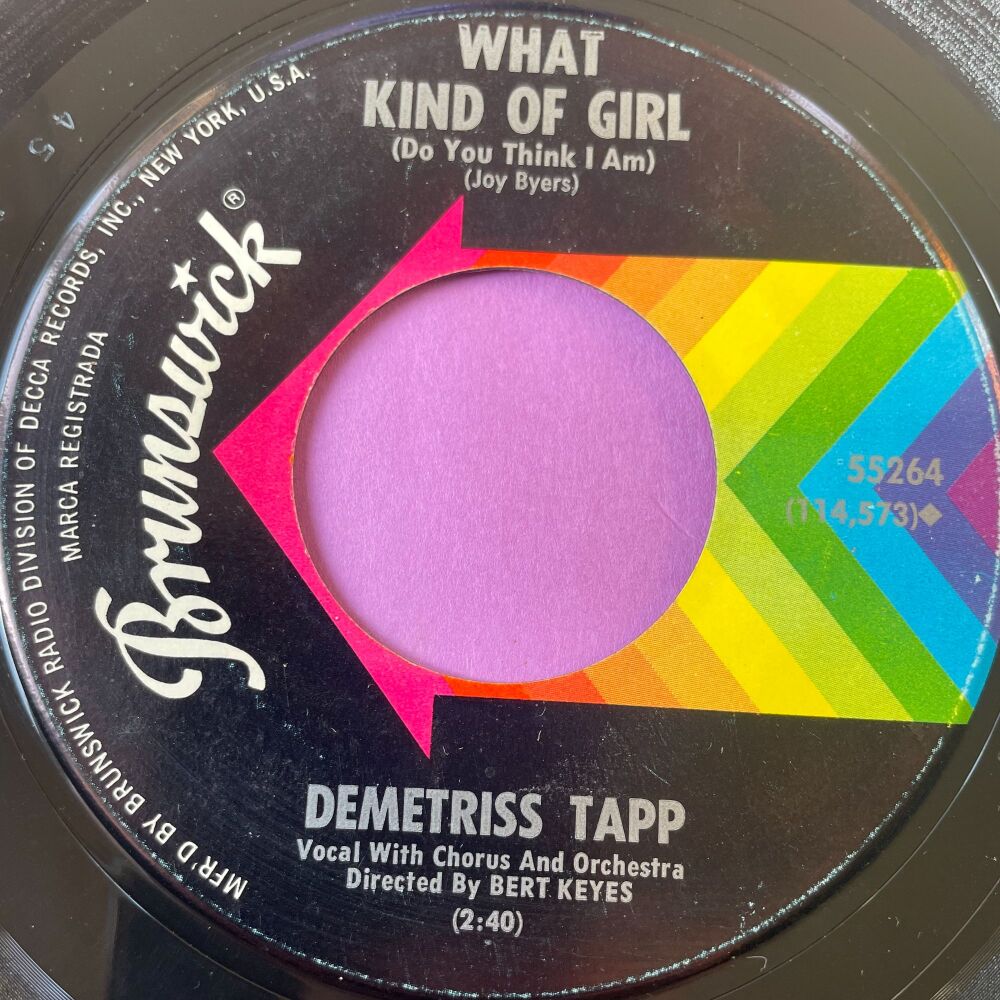 WHAT
KIND OF GIRL
(Do You Think I Am)
(Joy Byers)
Brunswick®
MARCA REGISTRADA
MFR'D BY BRUNSWICK RADIO DIVISION OF DECCA RECORDS, INC., NEW YORK, U.S.A.
55264
(114,573)◆
DEMETRISS TAPP
Vocal With Chorus And Orchestra
Directed By BERT KEYES
(2:40)
45